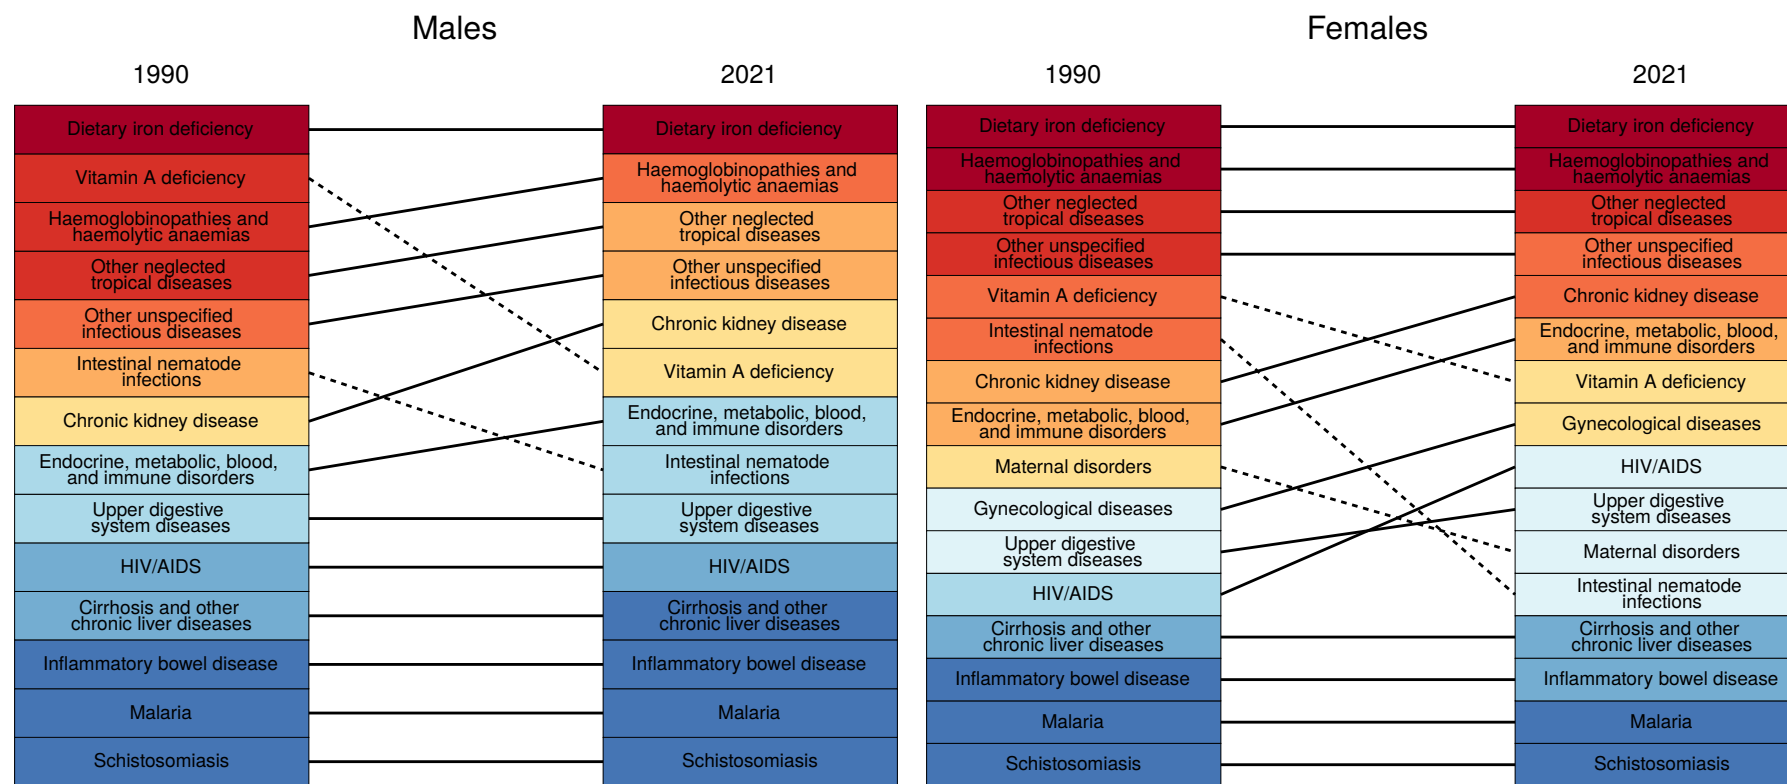 Males
1990
2021
Dietary iron deficiency
Vitamin A deficiency
Haemoglobinopathies and
haemolytic anaemias
Other neglected
tropical diseases
Other unspecified
infectious diseases
Intestinal nematode
infections
Chronic kidney disease
Endocrine, metabolic, blood,
and immune disorders
Upper digestive
system diseases
HIV/AIDS
Cirrhosis and other
chronic liver diseases
Inflammatory bowel disease
Malaria
Schistosomiasis
Dietary iron deficiency
Haemoglobinopathies and
haemolytic anaemias
Other neglected
tropical diseases
Other unspecified
infectious diseases
Chronic kidney disease
Vitamin A deficiency
Endocrine, metabolic, blood,
and immune disorders
Intestinal nematode
infections
Upper digestive
system diseases
HIV/AIDS
Cirrhosis and other
chronic liver diseases
Inflammatory bowel disease
Malaria
Schistosomiasis
Females
1990
2021
Dietary iron deficiency
Haemoglobinopathies and
haemolytic anaemias
Other neglected
tropical diseases
Other unspecified
infectious diseases
Vitamin A deficiency
Intestinal nematode
infections
Chronic kidney disease
Endocrine, metabolic, blood,
and immune disorders
Maternal disorders
Gynecological diseases
Upper digestive
system diseases
HIV/AIDS
Cirrhosis and other
chronic liver diseases
Inflammatory bowel disease
Malaria
Schistosomiasis
Dietary iron deficiency
Haemoglobinopathies and
haemolytic anaemias
Other neglected
tropical diseases
Other unspecified
infectious diseases
Chronic kidney disease
Endocrine, metabolic, blood,
and immune disorders
Vitamin A deficiency
Gynecological diseases
HIV/AIDS
Upper digestive
system diseases
Maternal disorders
Intestinal nematode
infections
Cirrhosis and other
chronic liver diseases
Inflammatory bowel disease
Malaria
Schistosomiasis